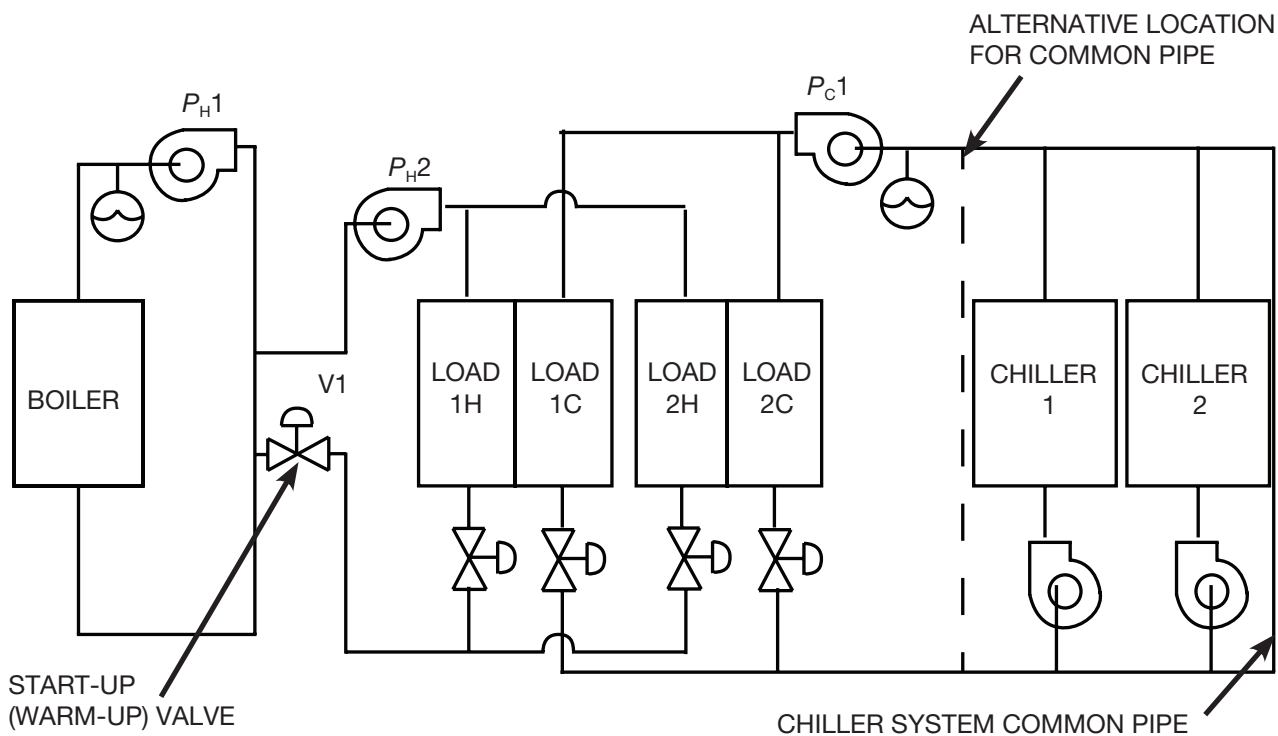 ALTERNATIVE LOCATION
FOR COMMON PIPE
PH1
PC1
PH2
V1
BOILER
LOAD
1H
LOAD
1C
LOAD
2H
LOAD
2C
CHILLER
1
CHILLER
2
START-UP
(WARM-UP) VALVE
CHILLER SYSTEM COMMON PIPE